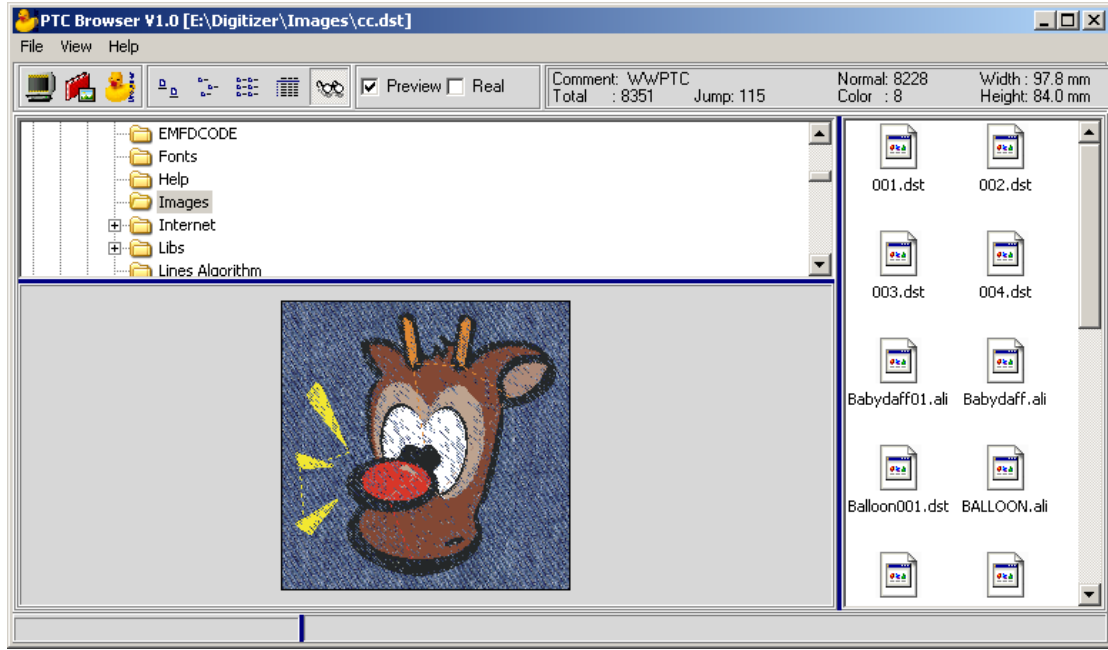 PTC Browser V1.0 [E:\Digitizer\Images\cc.dst]
File View Help
Preview Real
Comment: WWPTC Normal: 8228 Width : 97.8 mm
Total : 8351 Jump: 115 Color : 8 Height: 84.0 mm
EMFDCODE
Fonts
Help
Images
Internet
Libs
Lines Algorithm
001.dst 002.dst
003.dst 004.dst
Babydaff01.ali Babydaff.ali
Balloon001.dst BALLOON.ali